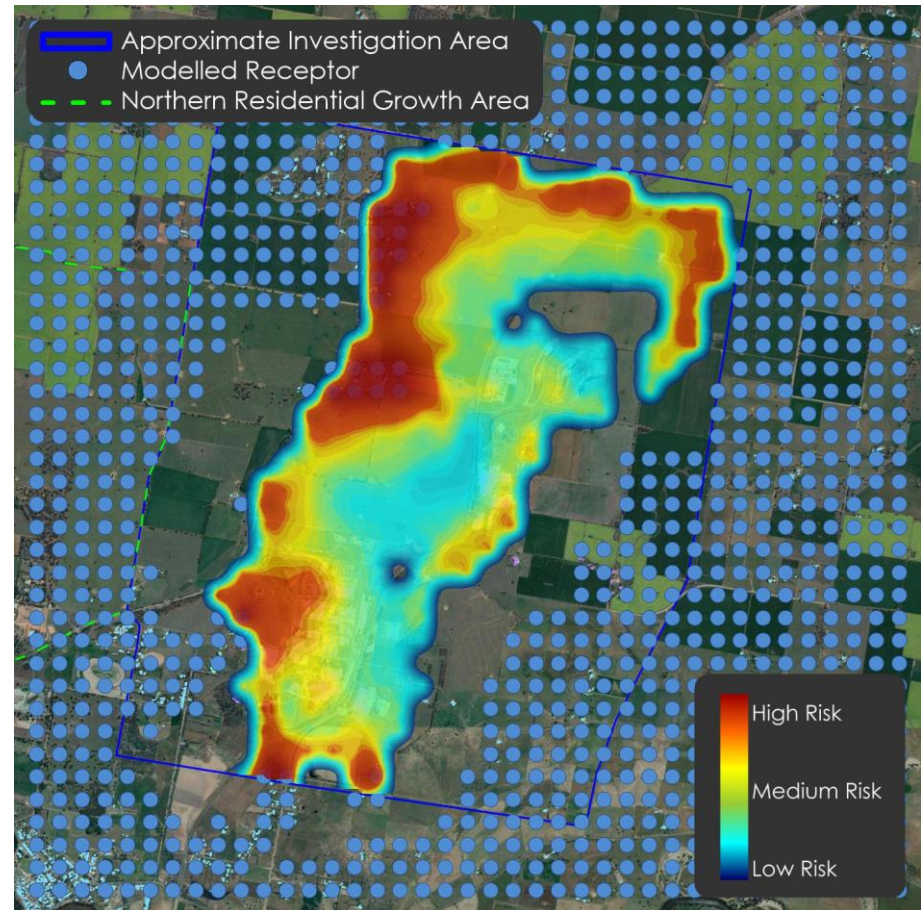 Approximate Investigation Area
Modelled Receptor
Northern Residential Growth Area
High Risk
Medium Risk
Low Risk